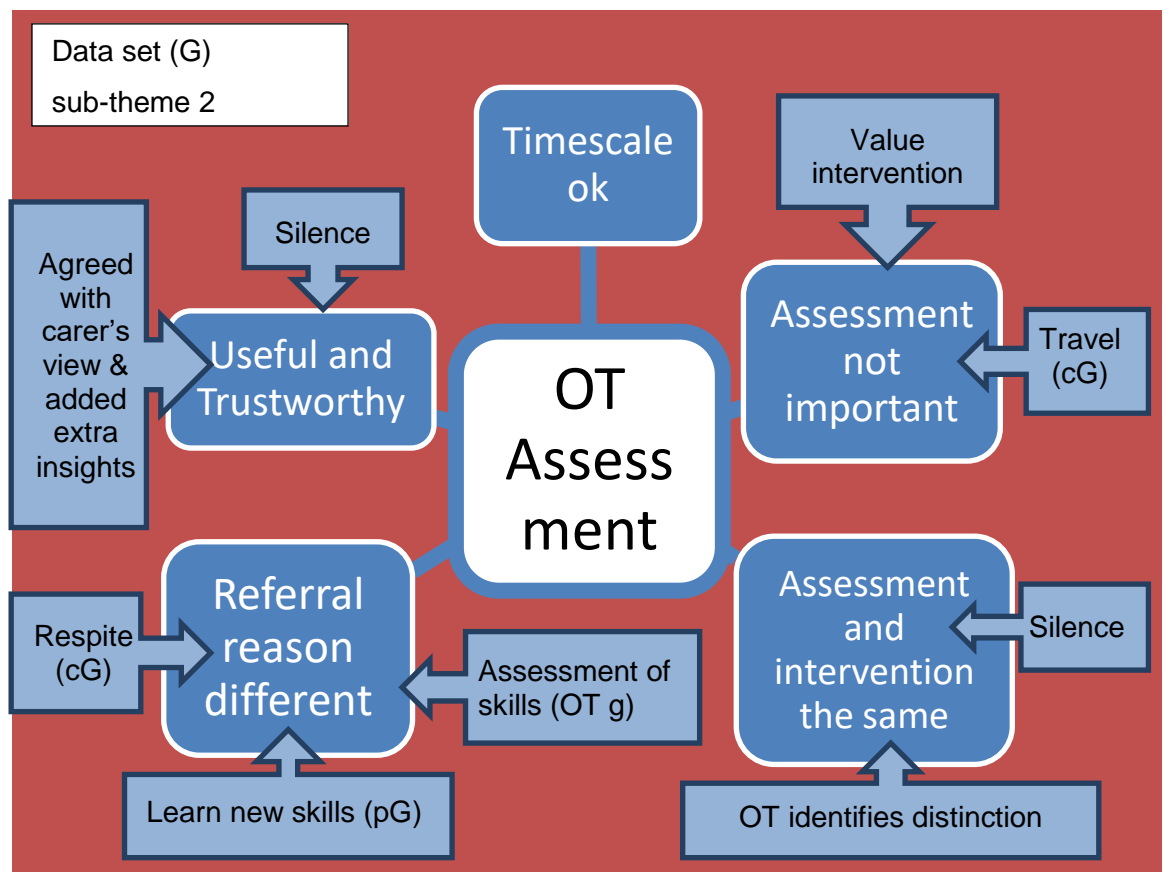 Data set (G)
sub-theme 2
Timescale
ok
Value
intervention
Silence
Agreed
with
carer’s
view &
added
extra
insights
Useful and
Trustworthy
OT
Assess
ment
Assessment
not
important
Travel
(cG)
Respite
(cG)
Referral
reason
different
Assessment of
skills (OT g)
Learn new skills (pG)
Assessment
and
intervention
the same
Silence
OT identifies distinction